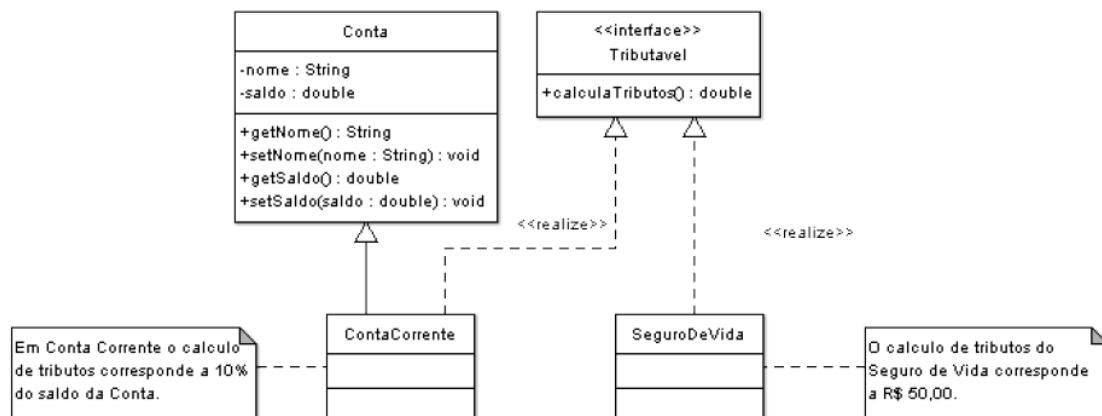 Conta
-nome : String
-saldo : double
+getNome() : String
+setNome(nome : String) : void
+getSaldo() : double
+setSaldo(saldo : double) : void
<<interface>>
Tributavel
+calculaTributos() : double
<<realize>>
<<realize>>
Em Conta Corrente o calculo
de tributos corresponde a 10%
do saldo da Conta.
ContaCorrente
SeguroDeVida
O calculo de tributos do
Seguro de Vida corresponde
a R$ 50,00.